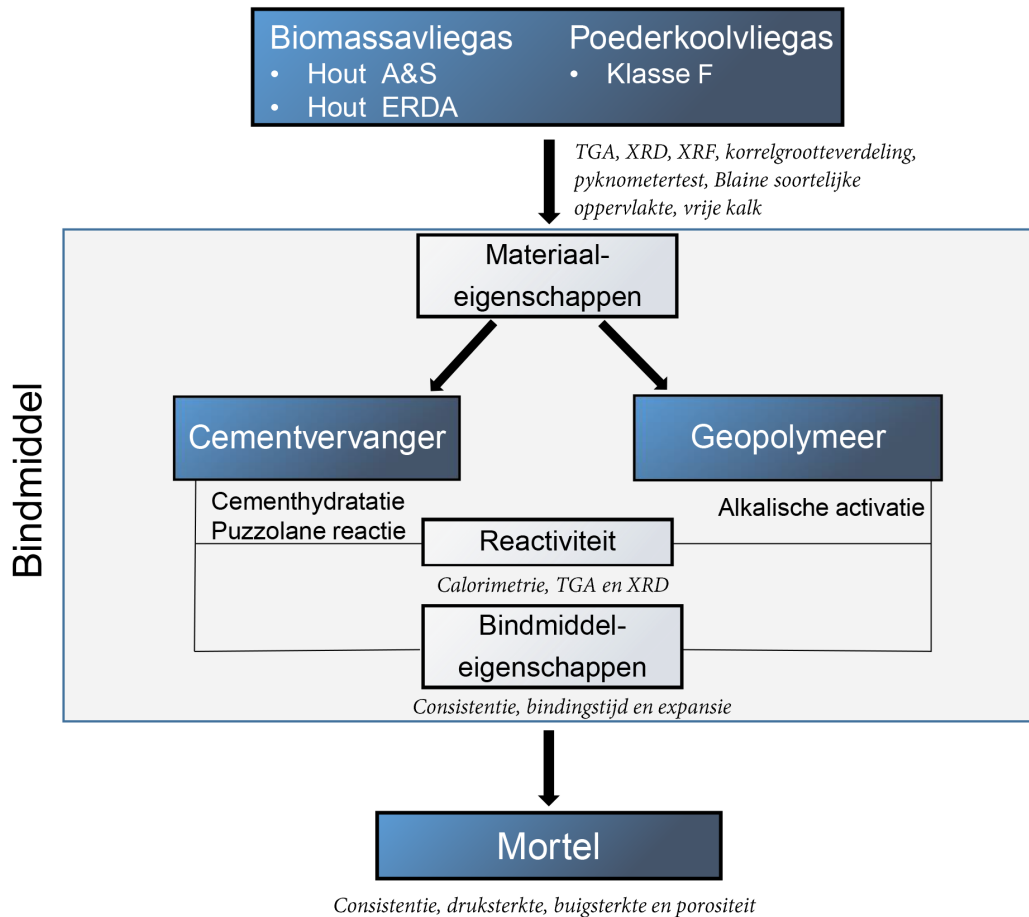 Biomassavliegas
• Hout A&S
• Hout ERDA
Poederkoolvliegas
• Klasse F
TGA, XRD, XRF, korrelgrootteverdeling,
pyknometertest, Blaine soortelijke
oppervlakte, vrije kalk
Bindmiddel
Materiaal-
eigenschappen
Cementvervanger
Geopolymeer
Cementhydratatie
Puzzolane reactie
Alkalische activatie
Reactiviteit
Calorimetrie, TGA en XRD
Bindmiddel-
eigenschappen
Consistentie, bindingstijd en expansie
Mortel
Consistentie, druksterkte, buigsterkte en porositeit